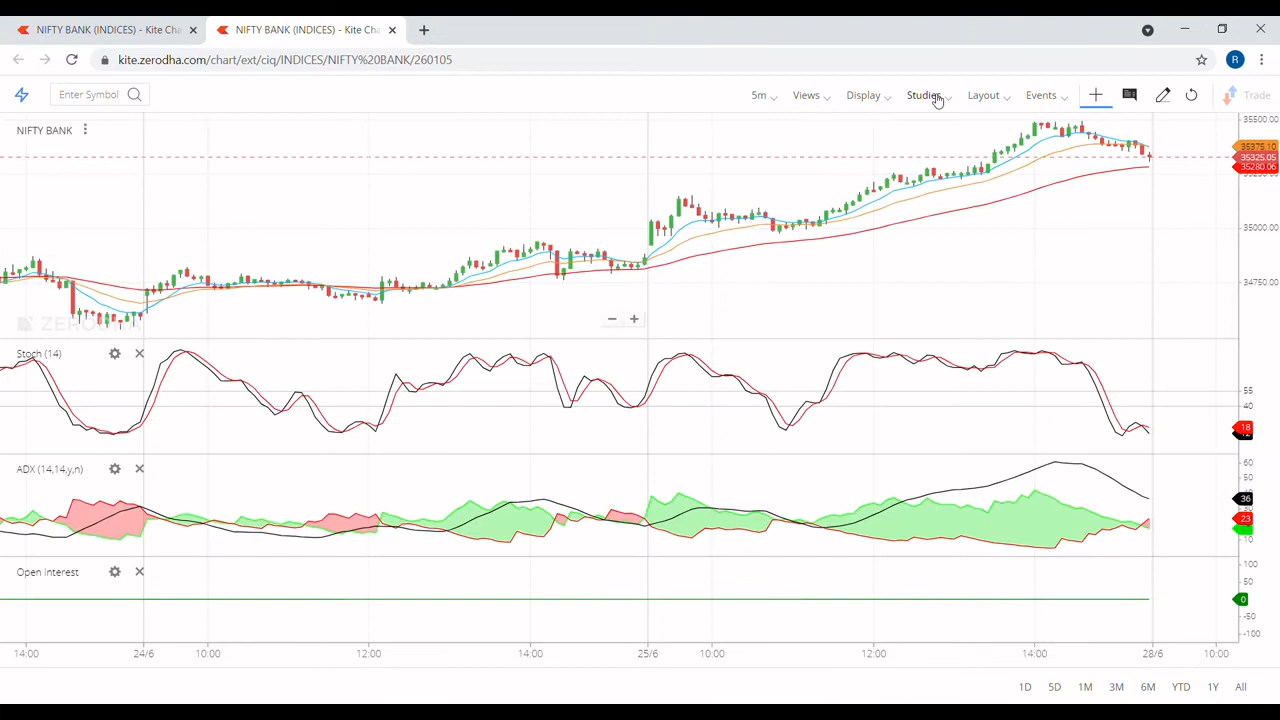 NIFTY BANK (INDICES) - Kite Cha
NIFTY BANK (INDICES) - Kite Cha
kite.zerodha.com/chart/ext/ciq/INDICES/NIFTY%20BANK/260105
R
Enter Symbol
5m Views Display Studies Layout Events Trade
NIFTY BANK
35500.00
35375.10
35325.05
35280.06
35000.00
34750.00
ZERODHA
Stoch (14)
55
40
18
ADX (14,14,y,n)
60
50
36
23
10
Open Interest
100
50
0
-50
-100
14:00 24/6 10:00 12:00 14:00 25/6 10:00 12:00 14:00 28/6 10:00
1D 5D 1M 3M 6M YTD 1Y All